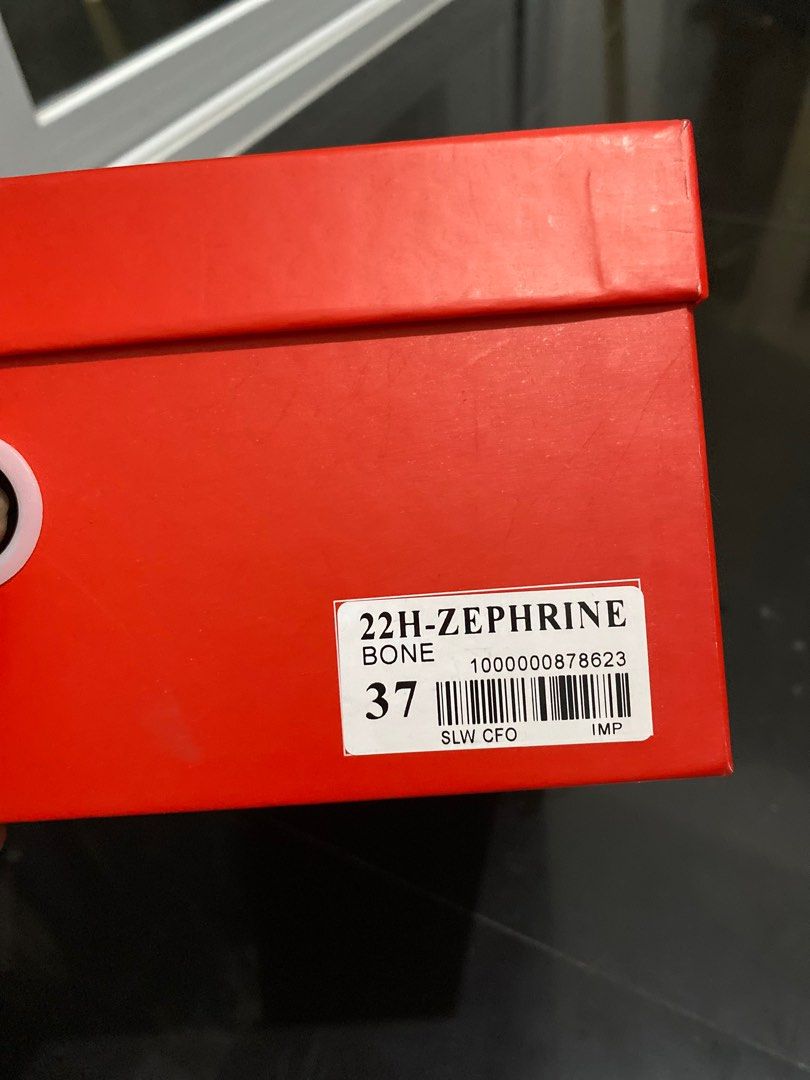 22H-ZEPHRINE
BONE 1000000878623
37
SLW CFO IMP